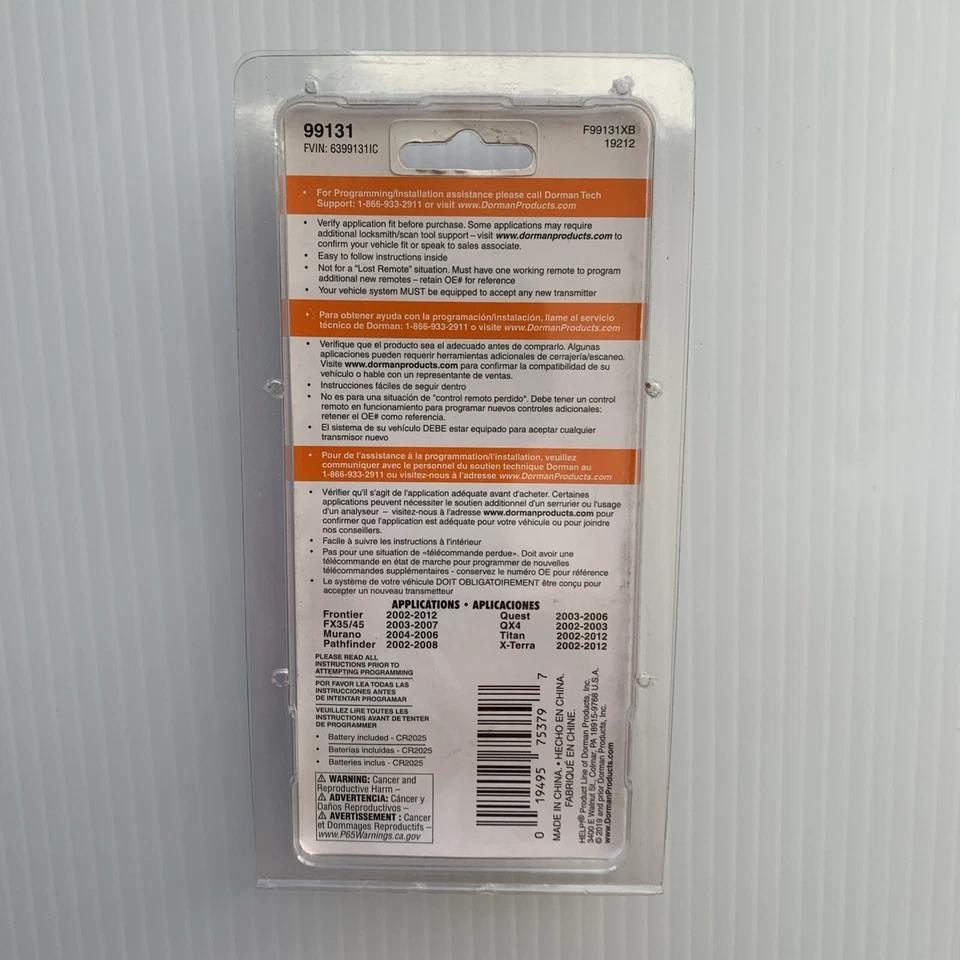 99131
FVIN: 6399131IC
F99131XB
19212
• For Programming/Installation assistance please call Dorman Tech
Support: 1-866-933-2911 or visit www.DormanProducts.com
• Verify application fit before purchase. Some applications may require
additional locksmith/scan tool support – visit www.dormanproducts.com to
confirm your vehicle fit or speak to sales associate.
• Easy to follow instructions inside
• Not for a "Lost Remote" situation. Must have one working remote to program
additional new remotes – retain OE# for reference
• Your vehicle system MUST be equipped to accept any new transmitter
• Para obtener ayuda con la programación/instalación, llame al servicio
técnico de Dorman: 1-866-933-2911 o visite www.DormanProducts.com
• Verifique que el producto sea el adecuado antes de comprarlo. Algunas
aplicaciones pueden requerir herramientas adicionales de cerrajería/escaneo.
Visite www.dormanproducts.com para confirmar la compatibilidad de su
vehículo o hable con un representante de ventas.
• Instrucciones fáciles de seguir dentro
• No es para una situación de "control remoto perdido". Debe tener un control
remoto en funcionamiento para programar nuevos controles adicionales:
retener el OE# como referencia.
• El sistema de su vehículo DEBE estar equipado para aceptar cualquier
transmisor nuevo
• Pour de l'assistance à la programmation/l'installation, veuillez
communiquer avec le personnel du soutien technique Dorman au
1-866-933-2911 ou visitez-nous à l'adresse www.DormanProducts.com
• Vérifier qu'il s'agit de l'application adéquate avant d'acheter. Certaines
applications peuvent nécessiter le soutien additionnel d'un serrurier ou l'usage
d'un analyseur – visitez-nous à l'adresse www.dormanproducts.com pour
confirmer que l'application est adéquate pour votre véhicule ou pour joindre
nos conseillers.
• Facile à suivre les instructions à l'intérieur
• Pas pour une situation de «télécommande perdue». Doit avoir une
télécommande en état de marche pour programmer de nouvelles
télécommandes supplémentaires - conservez le numéro OE pour référence
• Le système de votre véhicule DOIT OBLIGATOIREMENT être conçu pour
accepter un nouveau transmetteur
APPLICATIONS • APLICACIONES
Frontier 2002-2012 Quest 2003-2006
FX35/45 2003-2007 QX4 2002-2003
Murano 2004-2006 Titan 2002-2012
Pathfinder 2002-2008 X-Terra 2002-2012
PLEASE READ ALL
INSTRUCTIONS PRIOR TO
ATTEMPTING PROGRAMMING
POR FAVOR LEA TODAS LAS
INSTRUCCIONES ANTES
DE INTENTAR PROGRAMAR
VEUILLEZ LIRE TOUTES LES
INSTRUCTIONS AVANT DE TENTER
DE PROGRAMMER
• Battery included - CR2025
• Baterías incluidas - CR2025
• Batteries inclus - CR2025
⚠ WARNING: Cancer and
Reproductive Harm –
⚠ ADVERTENCIA: Cáncer y
Daños Reproductivos –
⚠ AVERTISSEMENT : Cancer
et Dommages Reproductifs –
www.P65Warnings.ca.gov
0 19495 75379 7
MADE IN CHINA. • HECHO EN CHINA.
FABRIQUÉ EN CHINE.
HELP!® Product Line of Dorman Products, Inc.
3400 E Walnut St., Colmar, PA 18915-9768 U.S.A.
© 2019 and prior Dorman Products, Inc.
www.DormanProducts.com